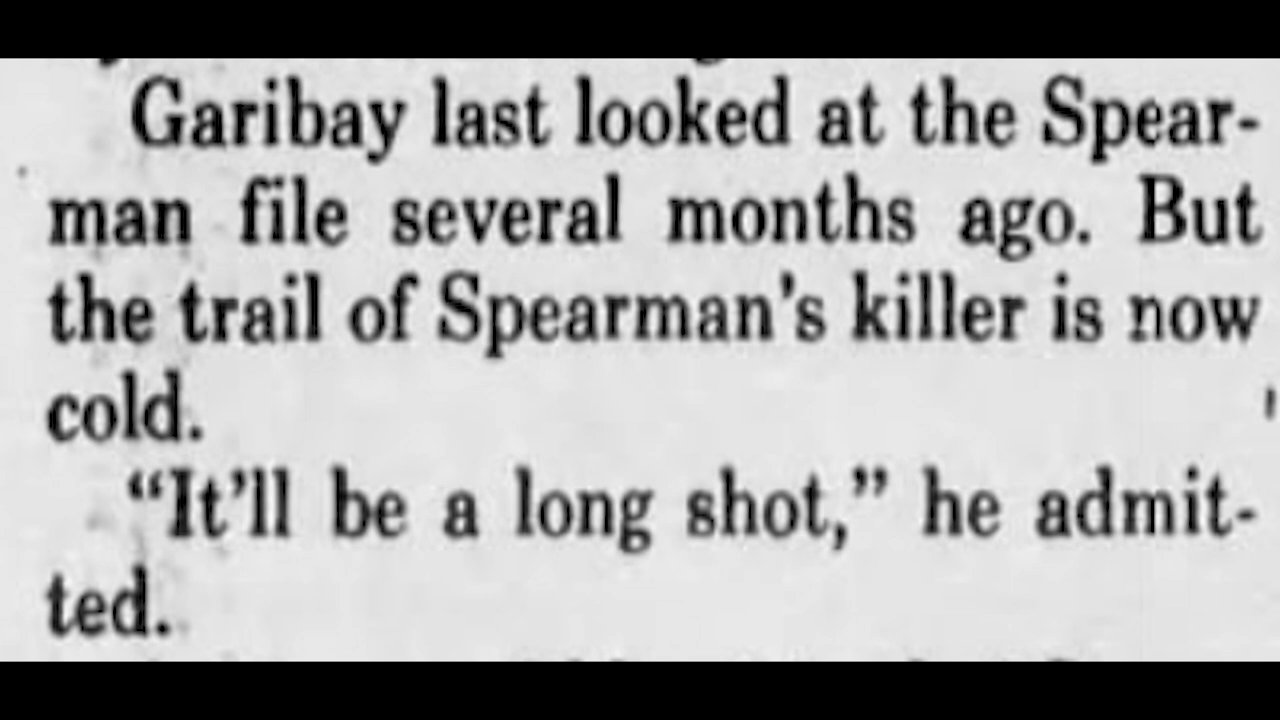 Garibay last looked at the Spear-
man file several months ago. But
the trail of Spearman's killer is now
cold.
“It’ll be a long shot,” he admit-
ted.